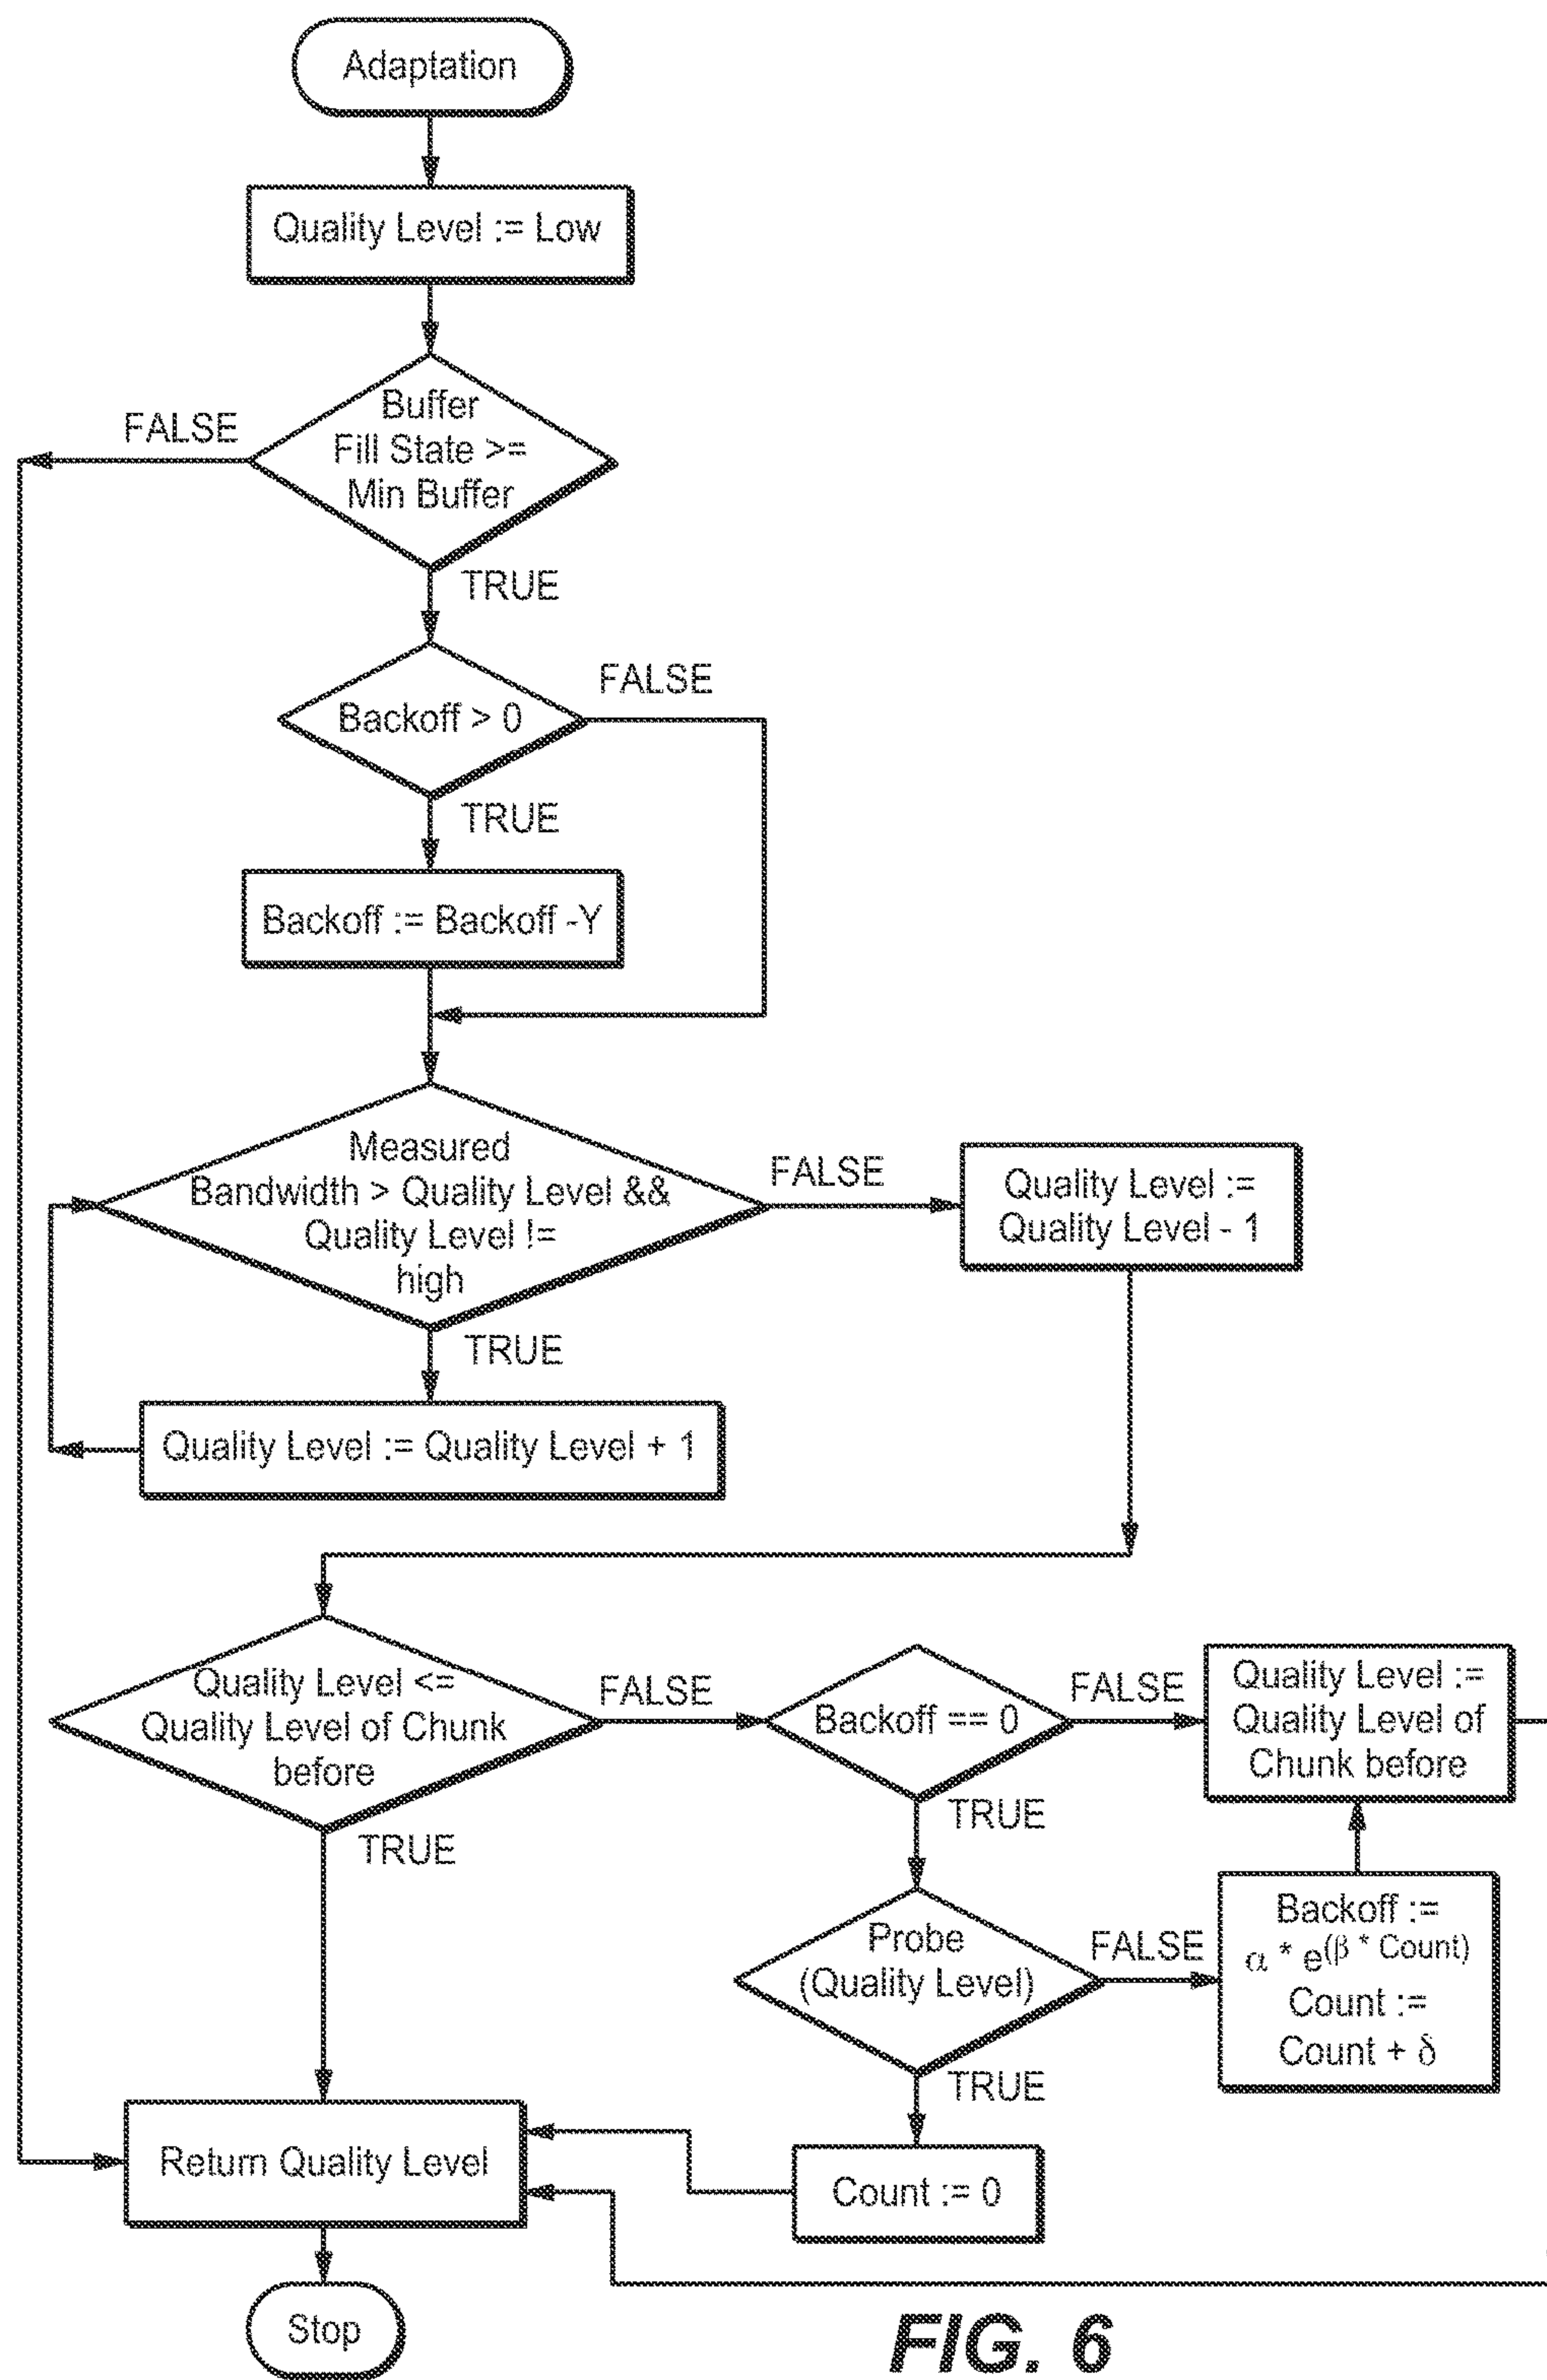 Adaptation
Quality Level := Low
Buffer
Fill State >=
Min Buffer
FALSE
TRUE
Backoff > 0
FALSE
TRUE
Backoff := Backoff -Y
Measured
Bandwidth > Quality Level &&
Quality Level !=
high
FALSE
Quality Level :=
Quality Level - 1
TRUE
Quality Level := Quality Level + 1
Quality Level <=
Quality Level of Chunk
before
FALSE
Backoff == 0
FALSE
Quality Level :=
Quality Level of
Chunk before
TRUE
TRUE
Probe
(Quality Level)
FALSE
Backoff :=
α * e(β * Count)
Count :=
Count + δ
TRUE
Return Quality Level
Count := 0
Stop
FIG. 6